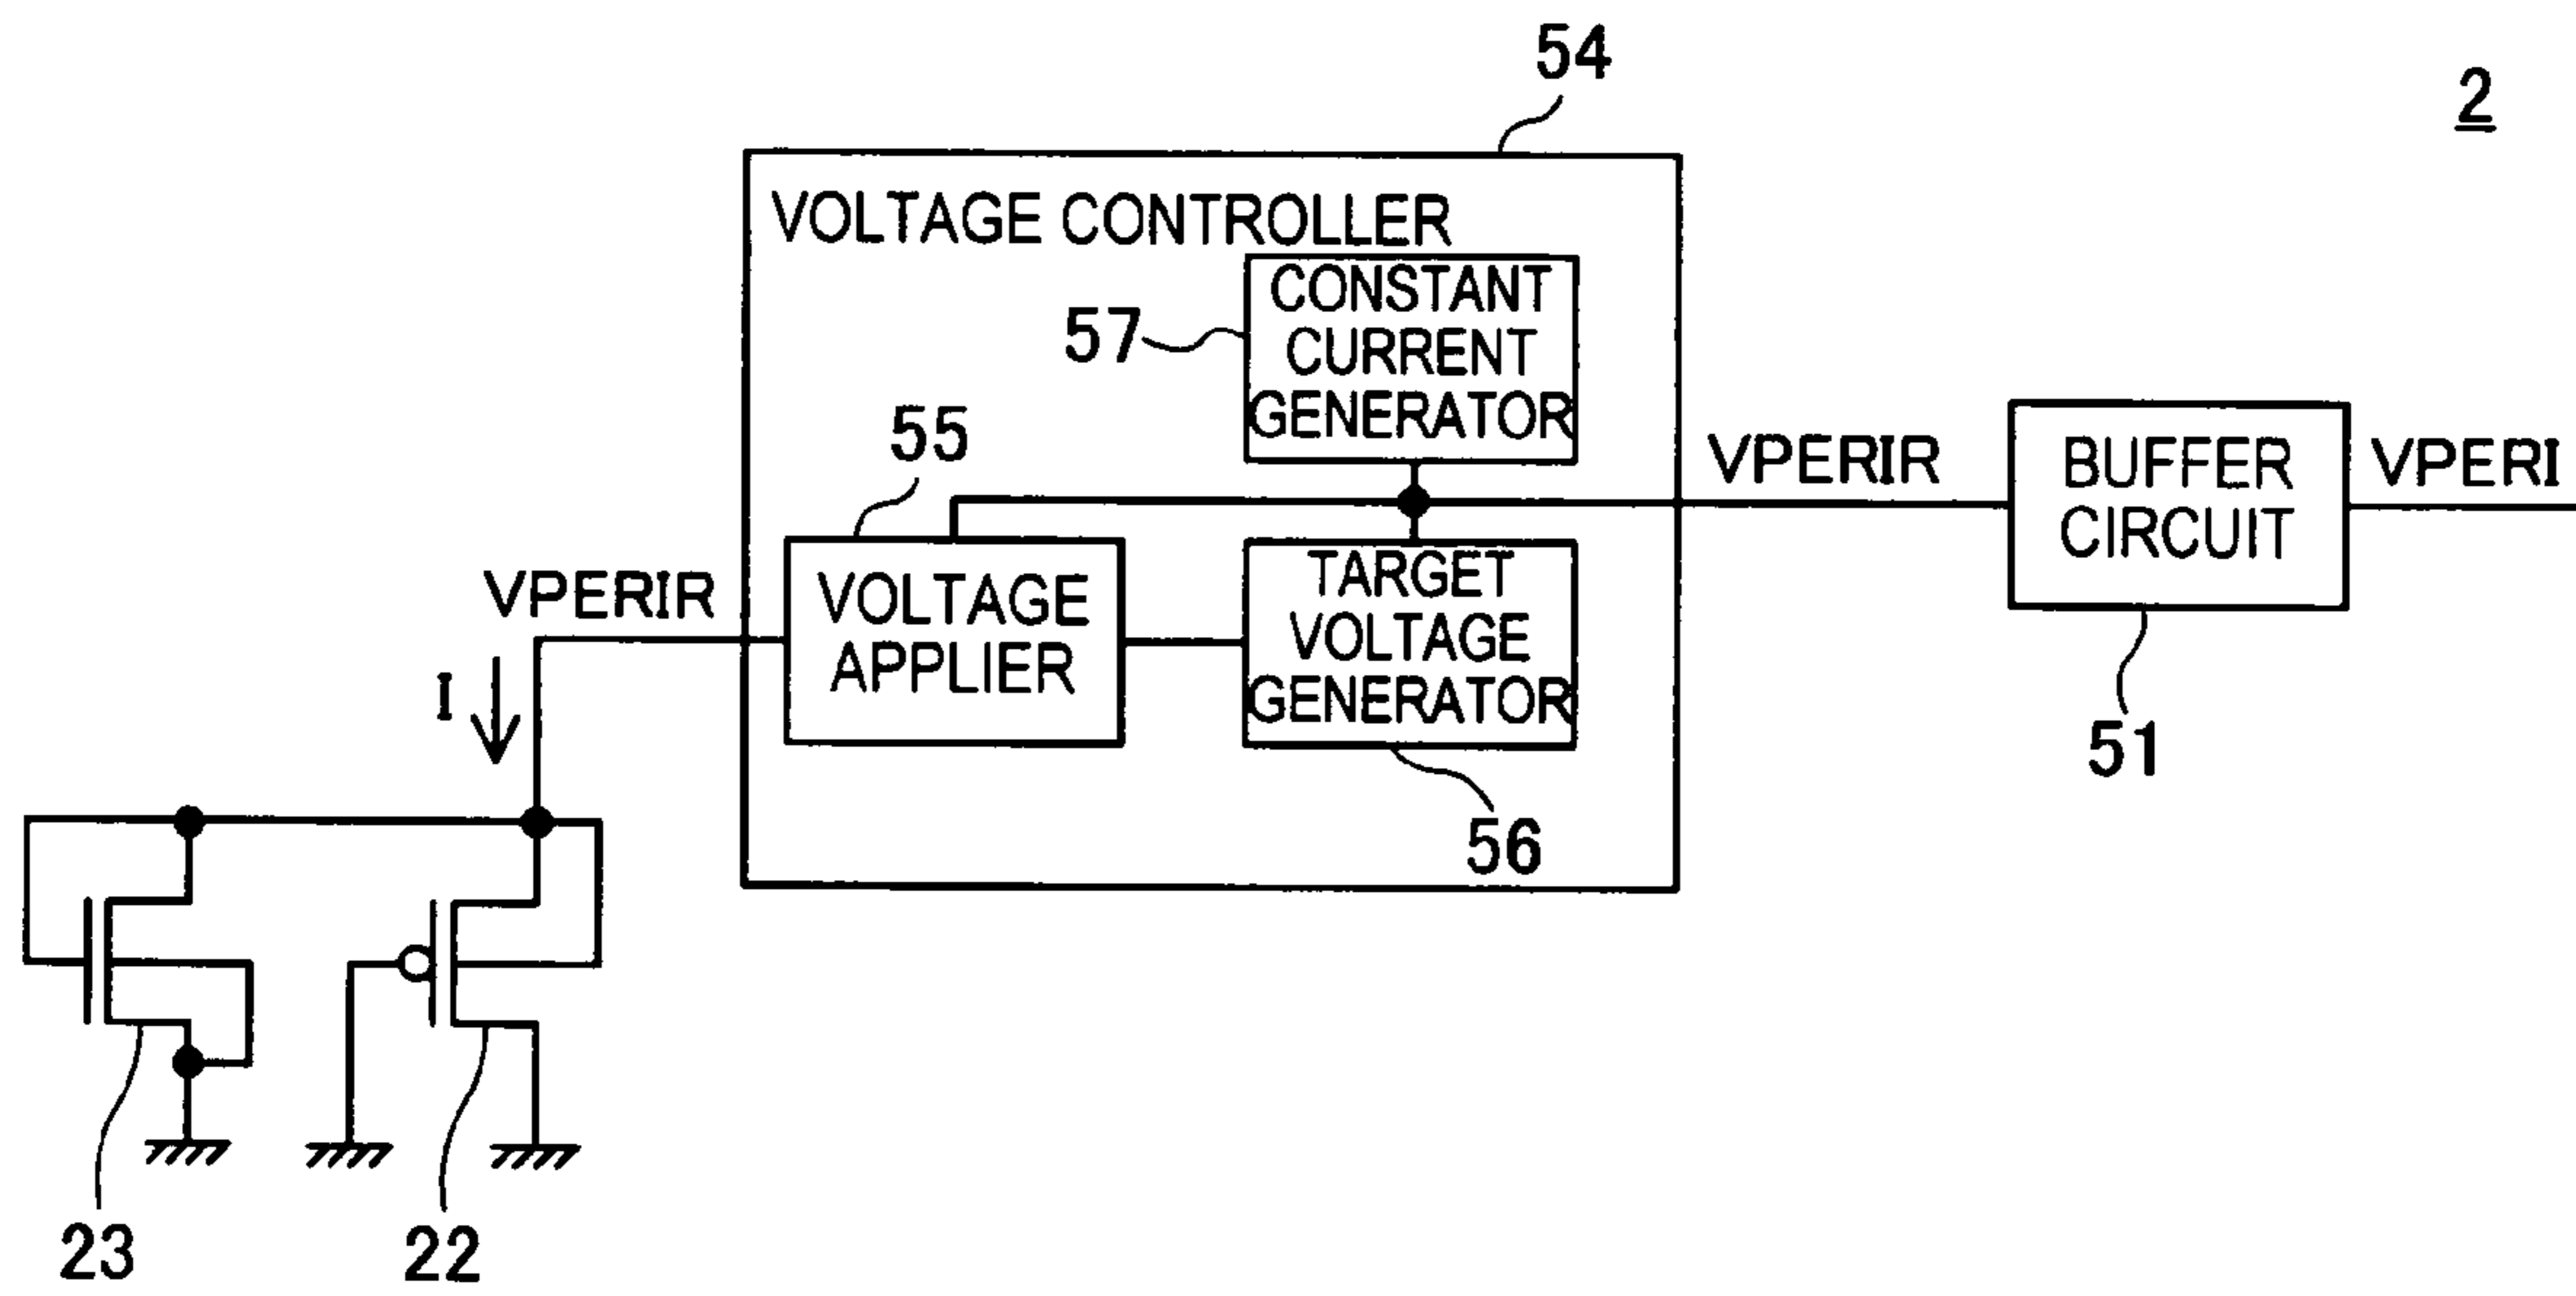 54
2
VOLTAGE CONTROLLER
CONSTANT
CURRENT
GENERATOR
57
55
VPERIR
BUFFER
CIRCUIT
VPERI
VPERIR
VOLTAGE
APPLIER
TARGET
VOLTAGE
GENERATOR
I
51
56
23
22